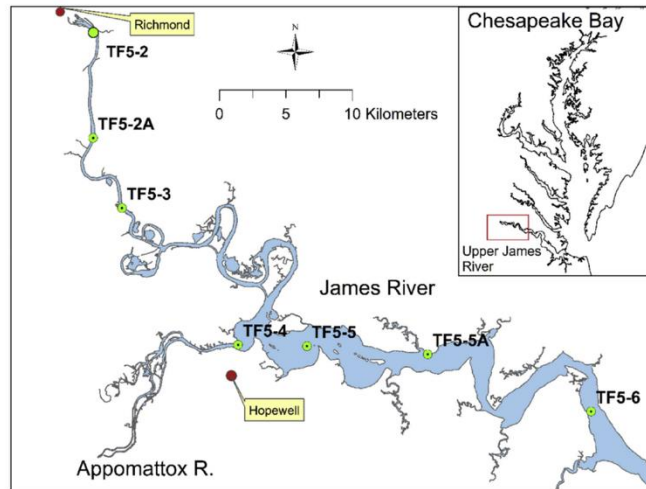 Richmond
TF5-2
Chesapeake Bay
0
5
10 Kilometers
TF5-2A
TF5-3
Upper James
River
James River
TF5-4
TF5-5
TF5-5A
TF5-6
Hopewell
Appomattox R.